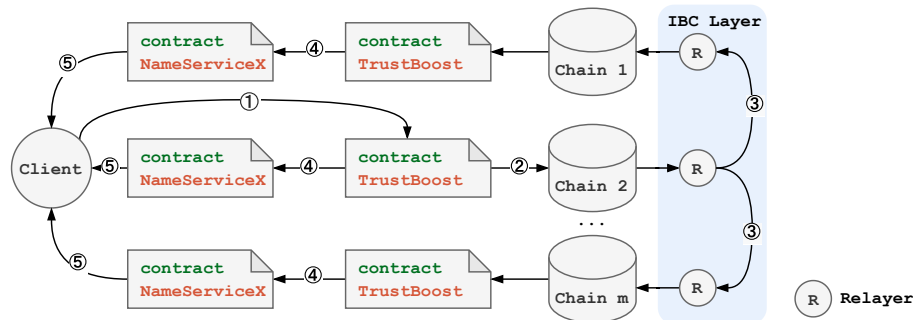 IBC Layer
contract
NameServiceX
④
contract
TrustBoost
Chain 1
R
⑤
①
③
Client
⑤
contract
NameServiceX
④
contract
TrustBoost
②
Chain 2
R
...
③
⑤
contract
NameServiceX
④
contract
TrustBoost
Chain m
R
R Relayer